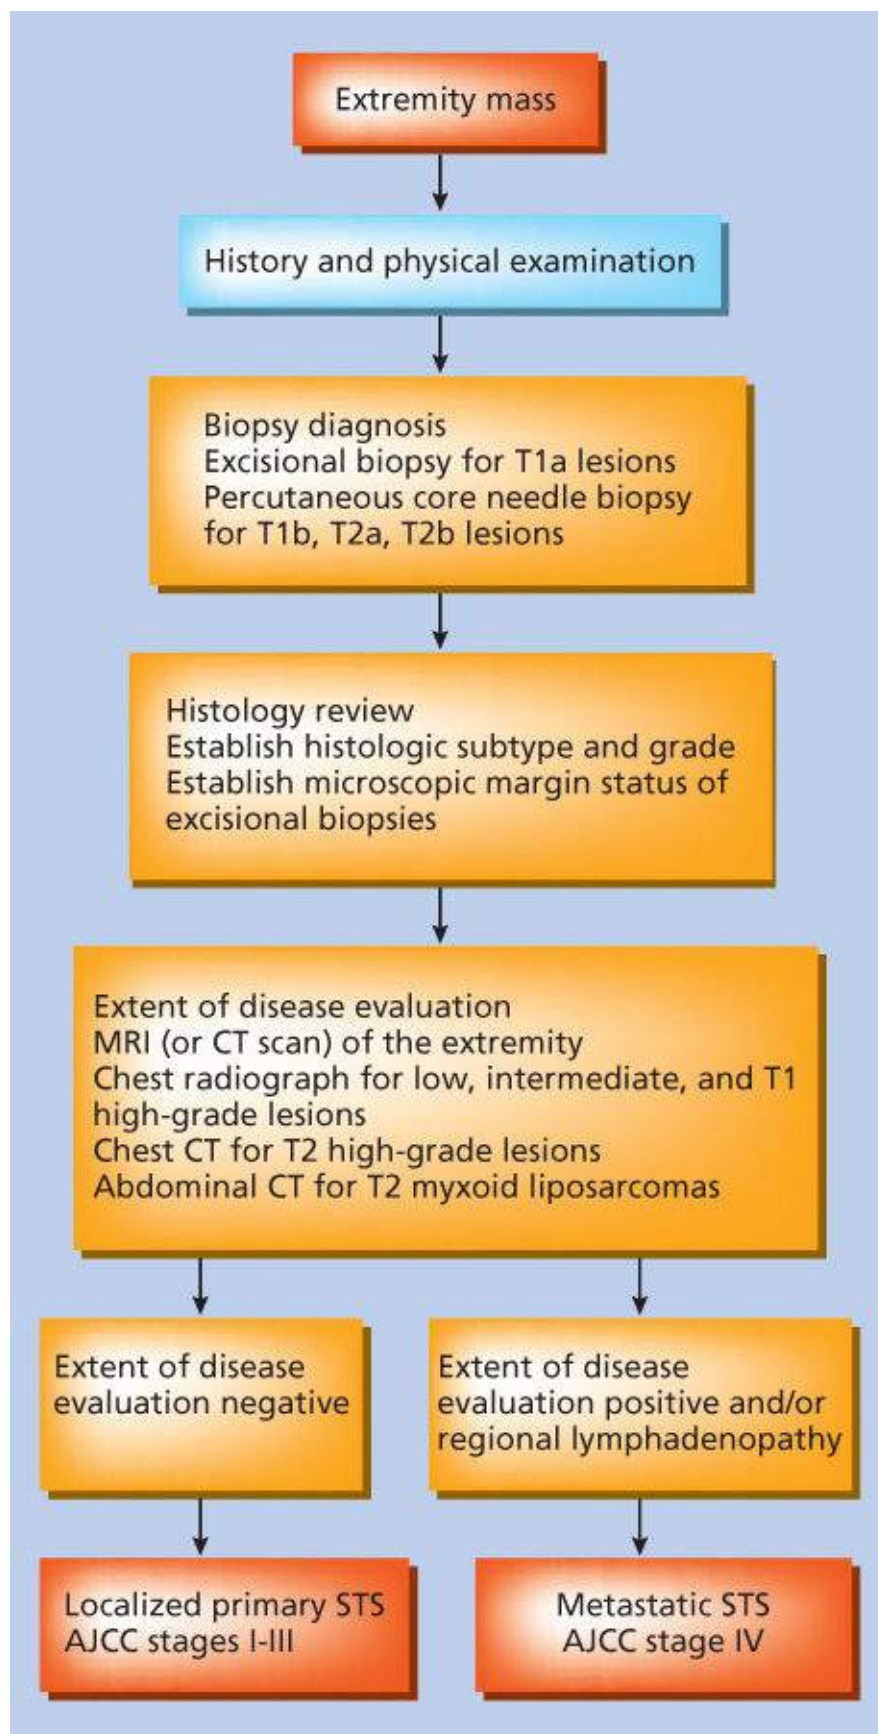 Extremity mass
History and physical examination
Biopsy diagnosis
Excisional biopsy for T1a lesions
Percutaneous core needle biopsy
for T1b, T2a, T2b lesions
Histology review
Establish histologic subtype and grade
Establish microscopic margin status of
excisional biopsies
Extent of disease evaluation
MRI (or CT scan) of the extremity
Chest radiograph for low, intermediate, and T1
high-grade lesions
Chest CT for T2 high-grade lesions
Abdominal CT for T2 myxoid liposarcomas
Extent of disease
evaluation negative
Extent of disease
evaluation positive and/or
regional lymphadenopathy
Localized primary STS
AJCC stages I-III
Metastatic STS
AJCC stage IV